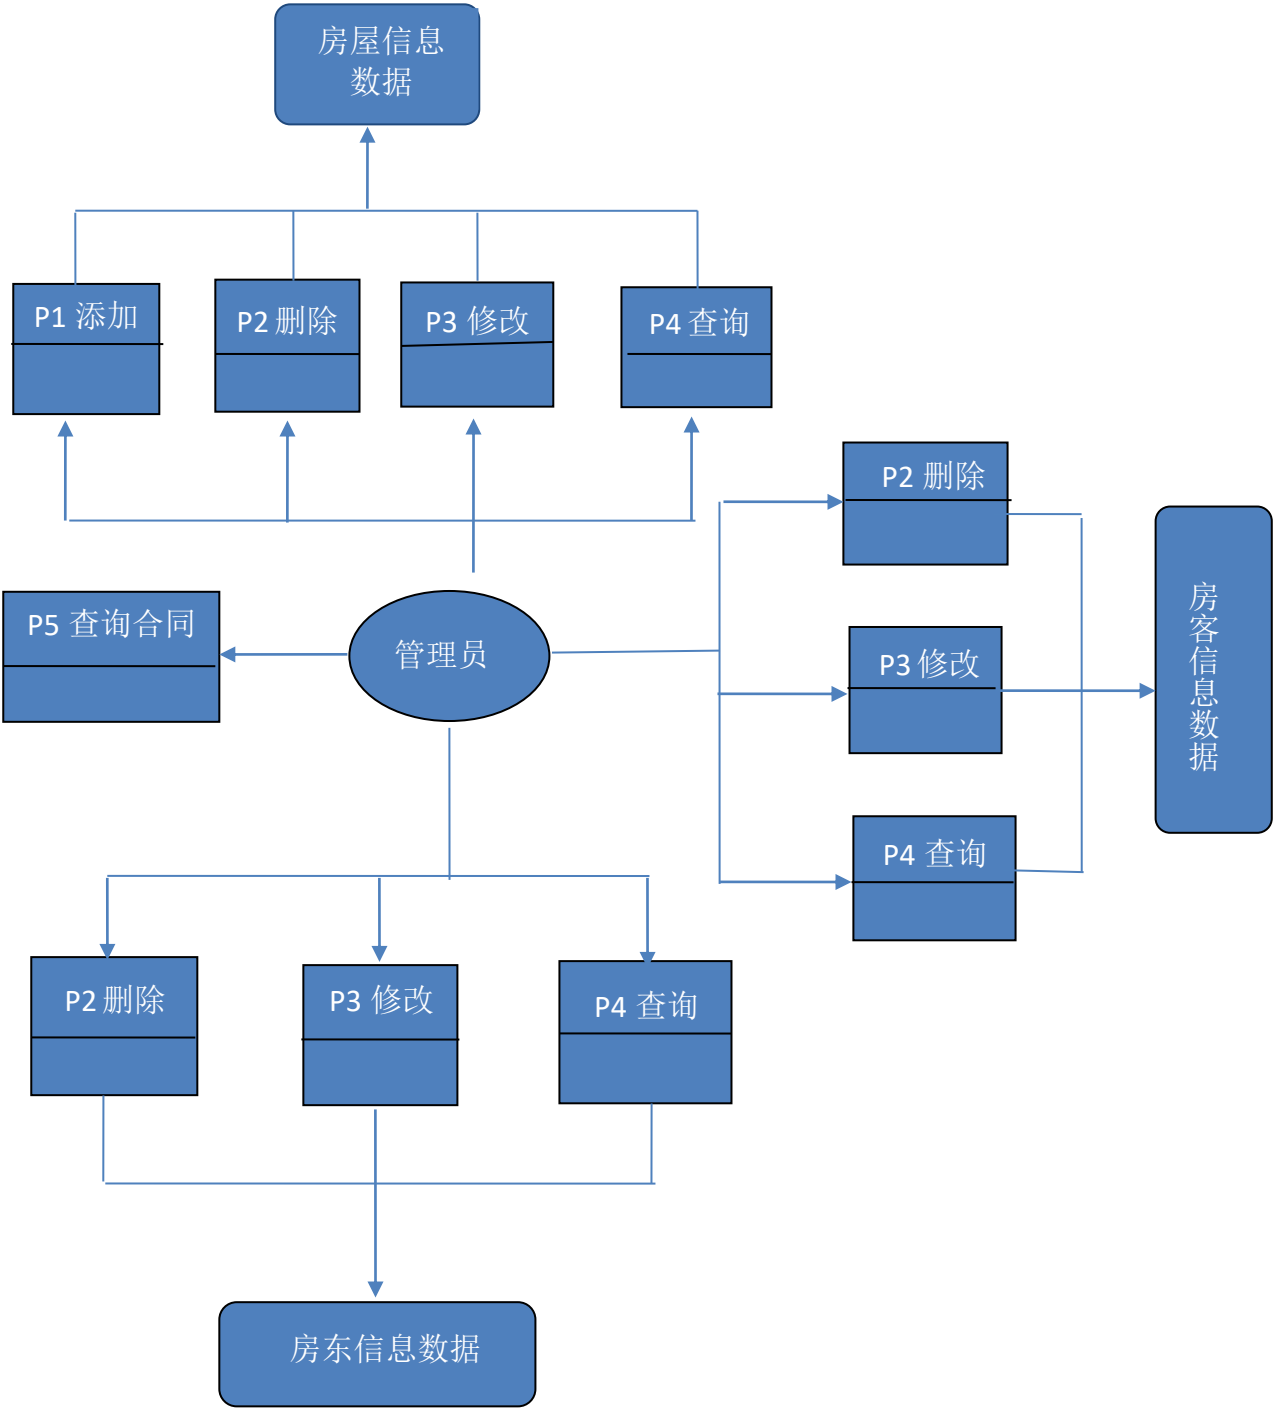 房屋信息
数据
P1 添加
P2 删除
P3 修改
P4 查询
P2 删除
P5 查询合同
管理员
P3 修改
房客信息数据
P4 查询
P2 删除
P3 修改
P4 查询
房东信息数据